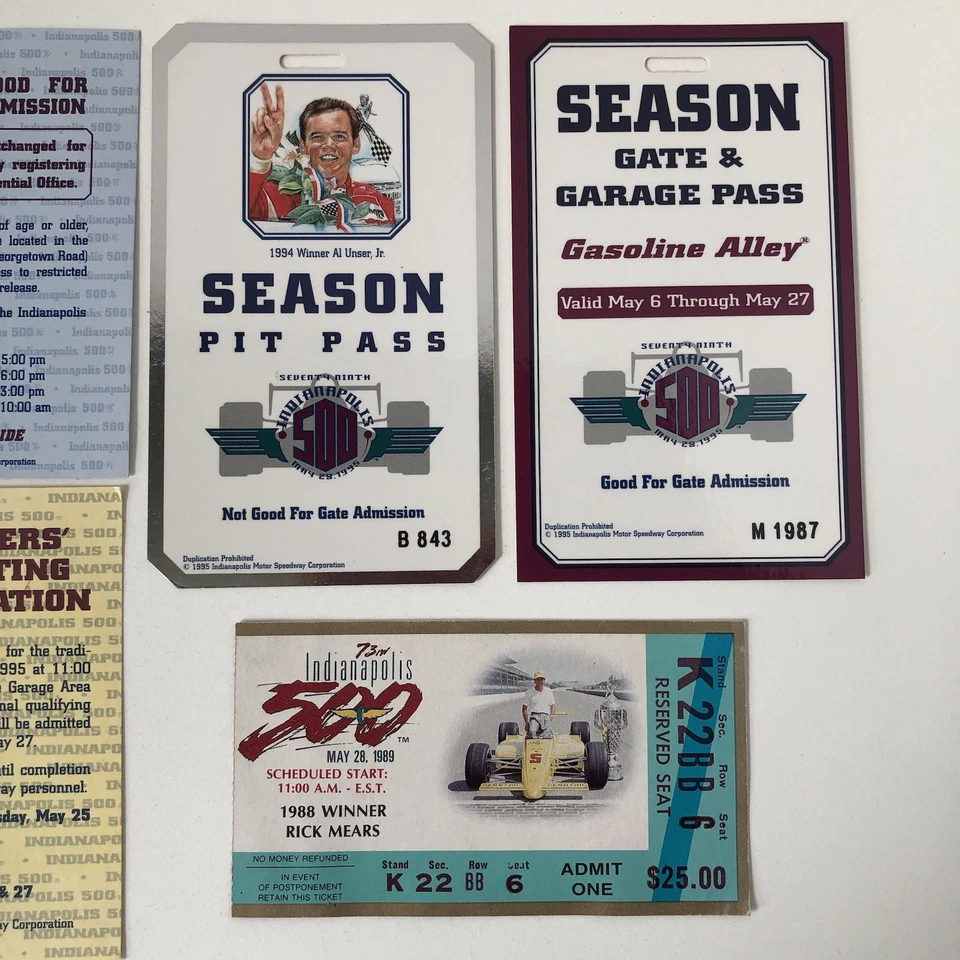 OOD FOR
MISSION
changed for
y registering
ential Office.
of age or older,
e located in the
eorgetown Road)
ss to restricted
release.
he Indianapolis
5:00 pm
6:00 pm
3:00 pm
10:00 am
IDE
orporation
ERS'
TING
ATION
for the tradi-
995 at 11:00
e Garage Area
nal qualifying
ill be admitted
ay 27.
ntil completion
way personnel.
sday, May 25
& 27
ay Corporation
1994 Winner Al Unser, Jr.
SEASON
PIT PASS
SEVENTY-NINTH
INDIANAPOLIS
500
MAY 28, 1995
Not Good For Gate Admission
B 843
Duplication Prohibited
© 1995 Indianapolis Motor Speedway Corporation
SEASON
GATE &
GARAGE PASS
Gasoline Alley®
Valid May 6 Through May 27
SEVENTY-NINTH
INDIANAPOLIS
500
MAY 28, 1995
Good For Gate Admission
Duplication Prohibited
© 1995 Indianapolis Motor Speedway Corporation
M 1987
73RD
Indianapolis
500™
MAY 28, 1989
SCHEDULED START:
11:00 A.M. - E.S.T.
1988 WINNER
RICK MEARS
5
NO MONEY REFUNDED
IN EVENT
OF POSTPONEMENT
RETAIN THIS TICKET
Stand Sec. Row Seat
K 22 BB 6
ADMIT
ONE
$25.00
Stand Sec. Row Seat
K 22 BB 6
RESERVED SEAT